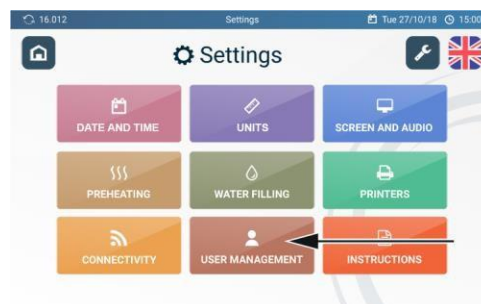 16.012 Settings Tue 27/10/18 15:00
Settings
DATE AND TIME UNITS SCREEN AND AUDIO
PREHEATING WATER FILLING PRINTERS
CONNECTIVITY USER MANAGEMENT INSTRUCTIONS